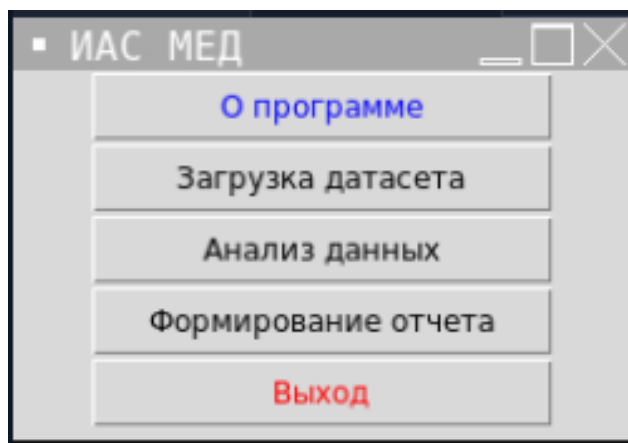 ИАС МЕД
О программе
Загрузка датасета
Анализ данных
Формирование отчета
Выход